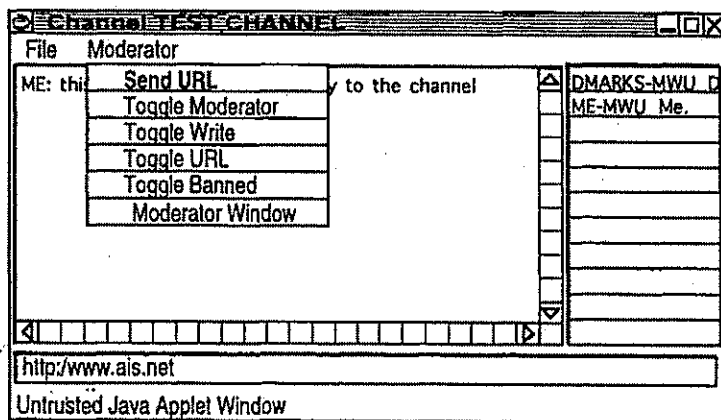 Channel TEST CHANNEL
File Moderator
ME: thi y to the channel
Send URL
Toggle Moderator
Toggle Write
Toggle URL
Toggle Banned
Moderator Window
DMARKS-MWU D
ME-MWU Me.
http:/www.ais.net
Untrusted Java Applet Window